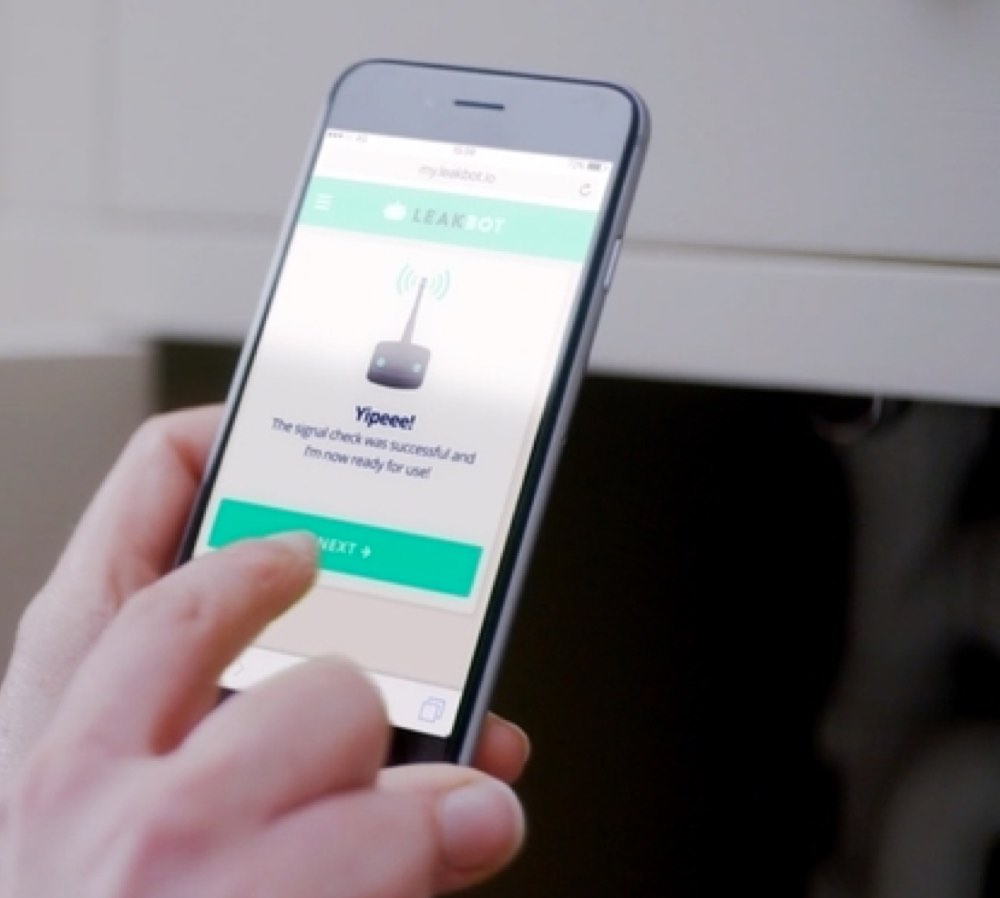 my.leakbot.io
LEAKBOT
Yipeee!
The signal check was successful and
I'm now ready for use!
NEXT →